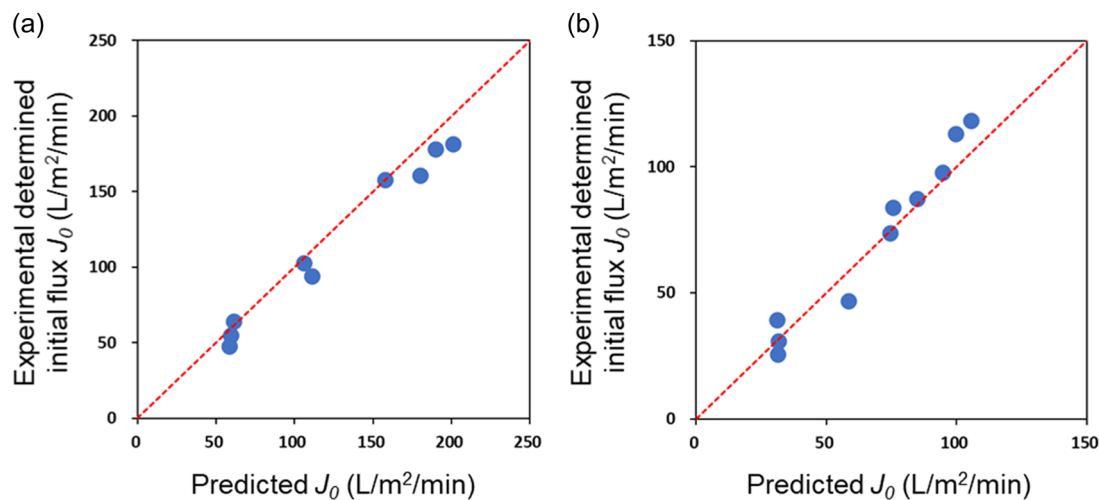 (a)
250
200
150
100
50
0
0 50 100 150 200 250
Experimental determined
initial flux J₀ (L/m²/min)
Predicted J₀ (L/m²/min)
(b)
150
100
50
0
0 50 100 150
Experimental determined
initial flux J₀ (L/m²/min)
Predicted J₀ (L/m²/min)